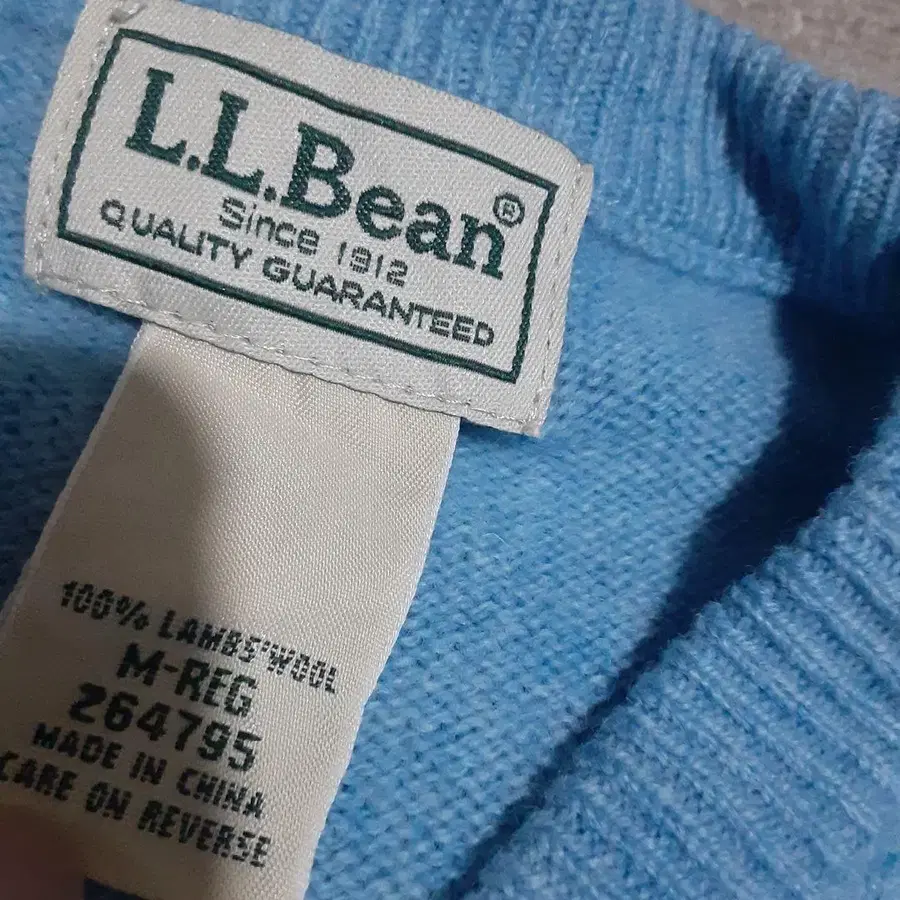 L.L.Bean®
Since 1912
QUALITY GUARANTEED
100% LAMBS'WOOL
M-REG
264795
MADE IN CHINA
CARE ON REVERSE